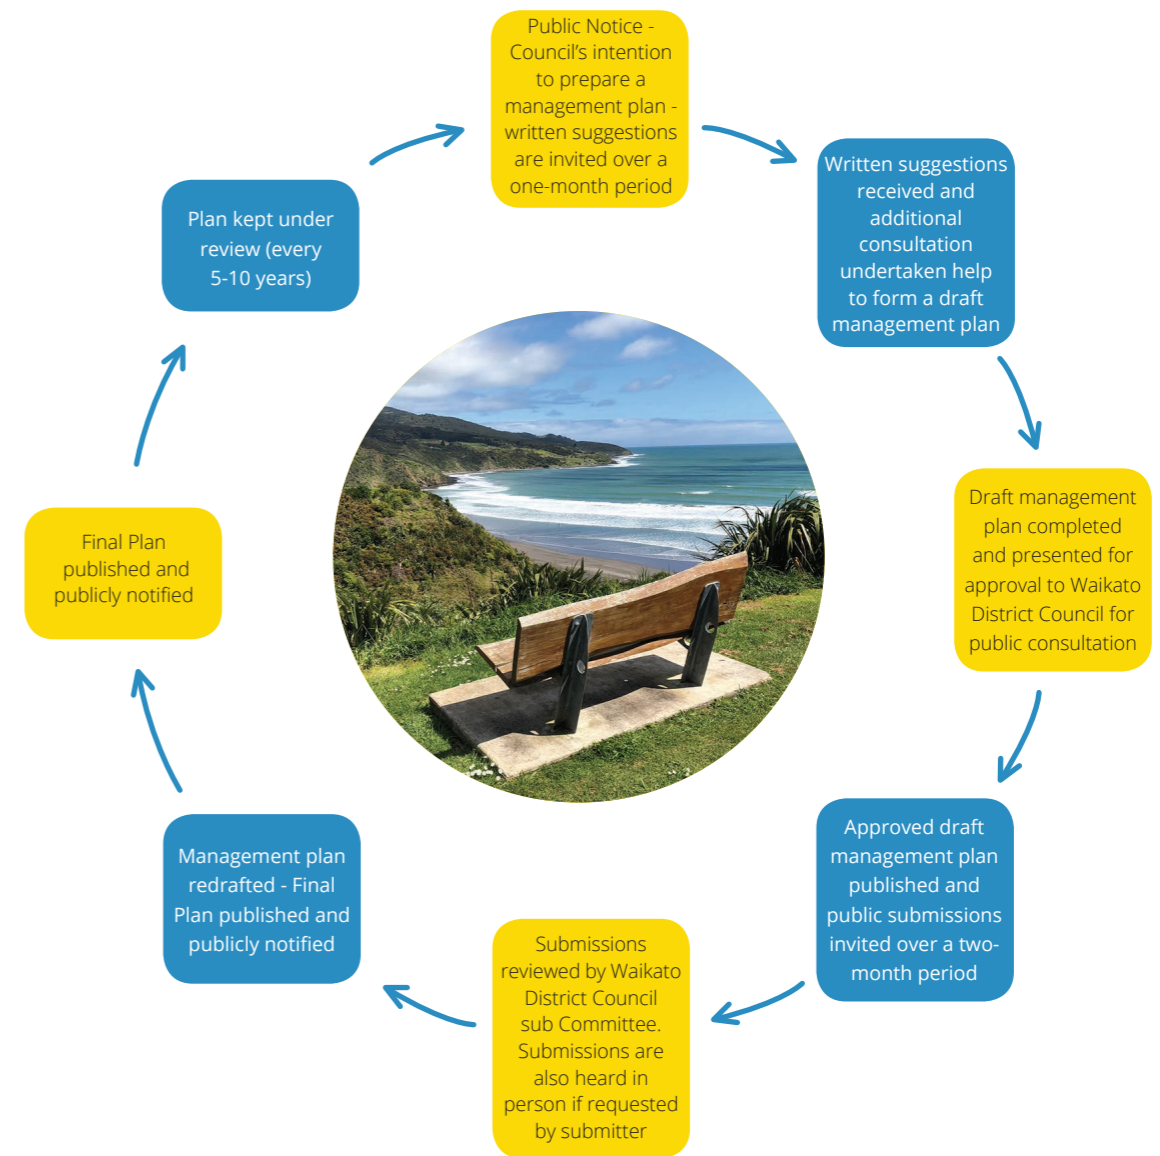 Public Notice -
Council’s intention
to prepare a
management plan -
written suggestions
are invited over a
one-month period
Written suggestions
received and
additional
consultation
undertaken help
to form a draft
management plan
Draft management
plan completed
and presented for
approval to Waikato
District Council for
public consultation
Approved draft
management plan
published and
public submissions
invited over a two-
month period
Submissions
reviewed by Waikato
District Council
sub Committee.
Submissions are
also heard in
person if requested
by submitter
Management plan
redrafted - Final
Plan published and
publicly notified
Final Plan
published and
publicly notified
Plan kept under
review (every
5-10 years)